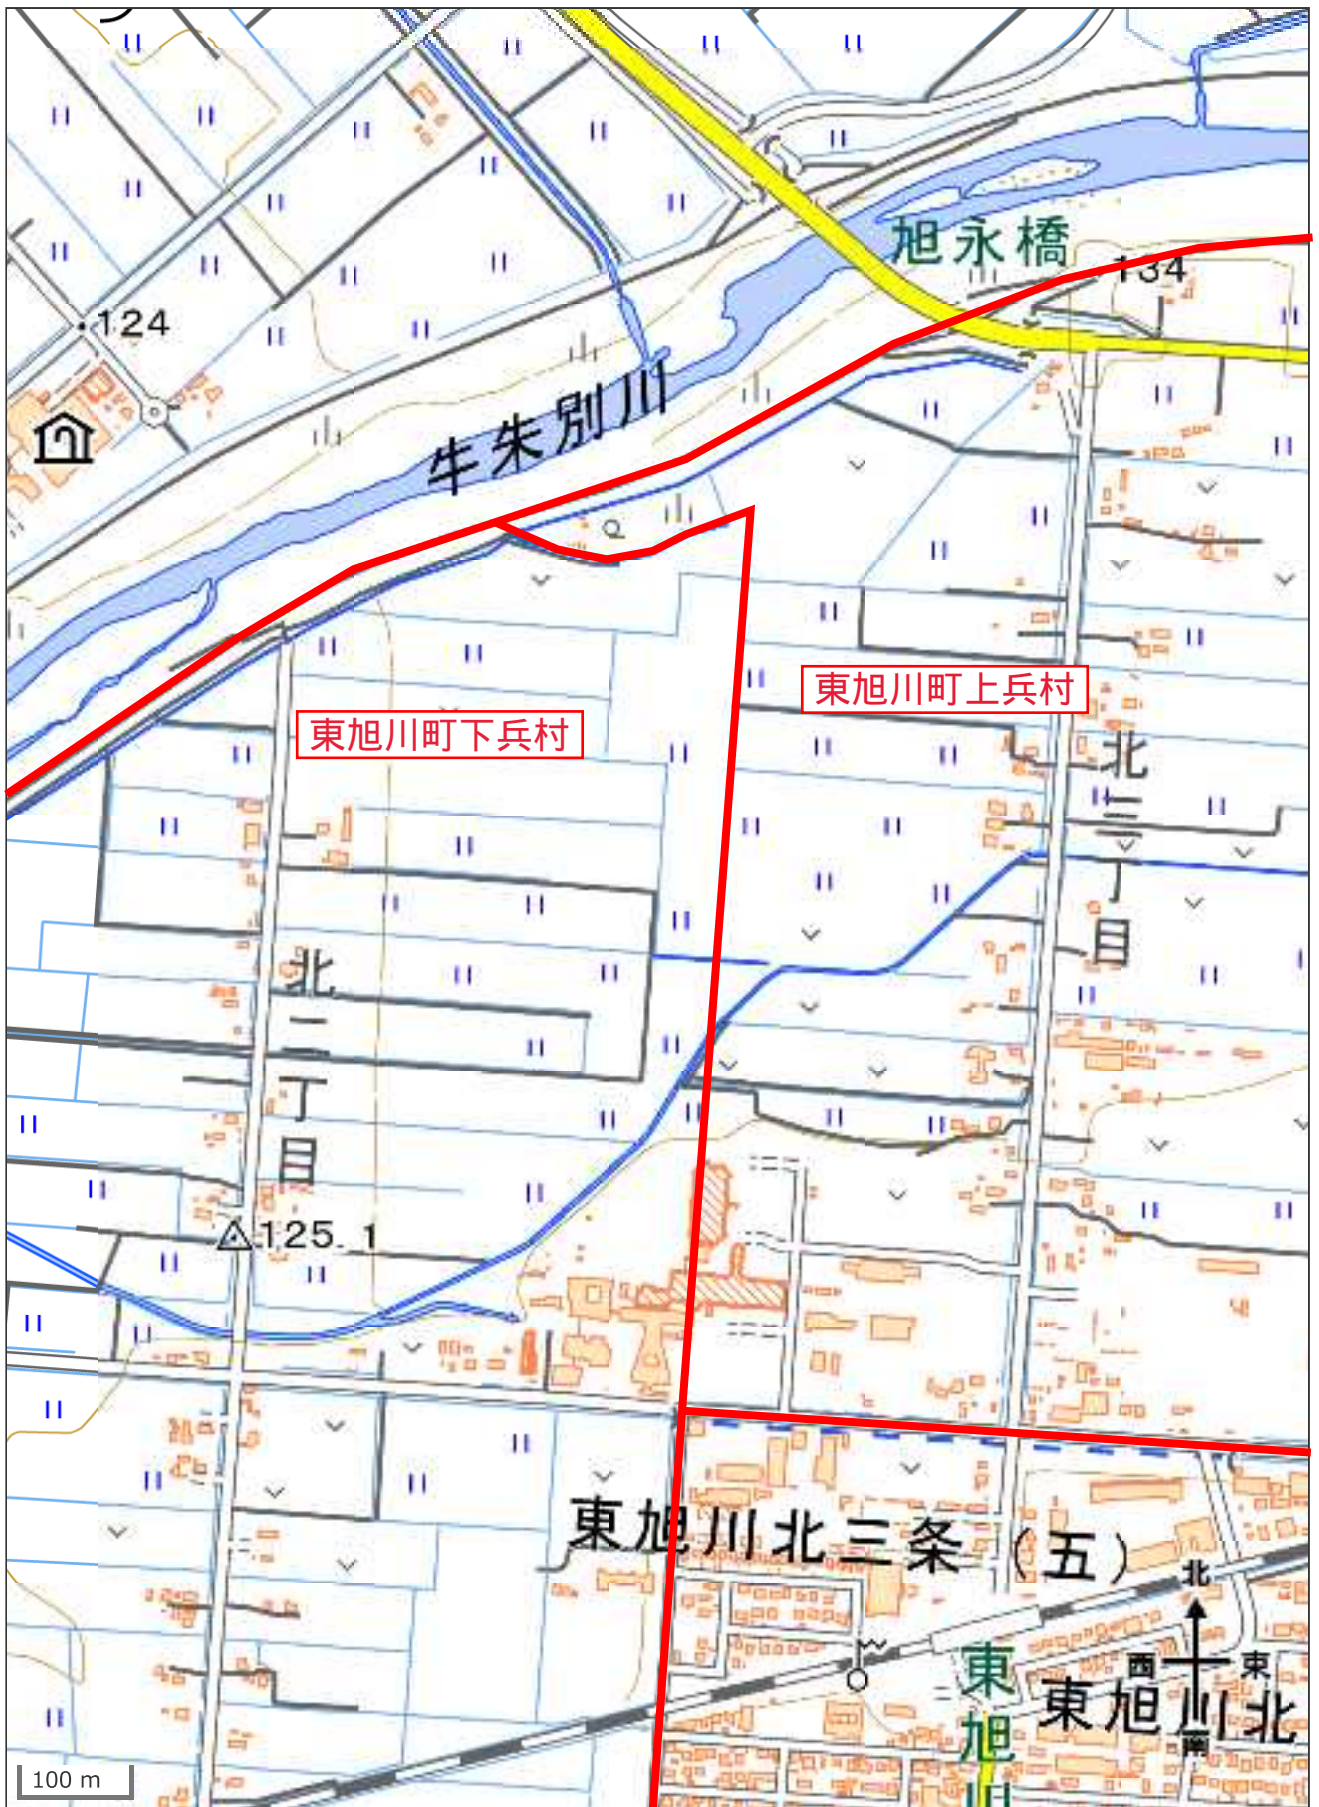 旭永橋
134
124
牛朱別川
東旭川町上兵村
東旭川町下兵村
北三丁目
北二丁目
125.1
東旭川北三条（五）
北
西
東
南
東旭川北
東旭川
100 m